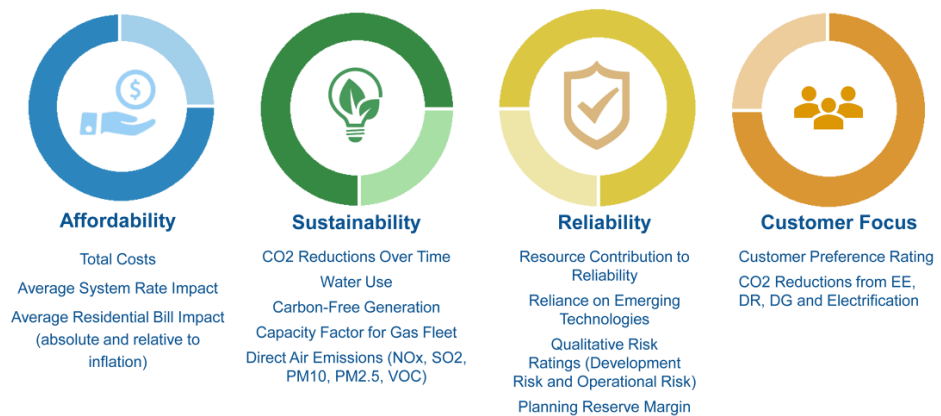 $
Affordability
Total Costs
Average System Rate Impact
Average Residential Bill Impact
(absolute and relative to
inflation)
Sustainability
CO2 Reductions Over Time
Water Use
Carbon-Free Generation
Capacity Factor for Gas Fleet
Direct Air Emissions (NOx, SO2,
PM10, PM2.5, VOC)
Reliability
Resource Contribution to
Reliability
Reliance on Emerging
Technologies
Qualitative Risk
Ratings (Development
Risk and Operational Risk)
Planning Reserve Margin
Customer Focus
Customer Preference Rating
CO2 Reductions from EE,
DR, DG and Electrification